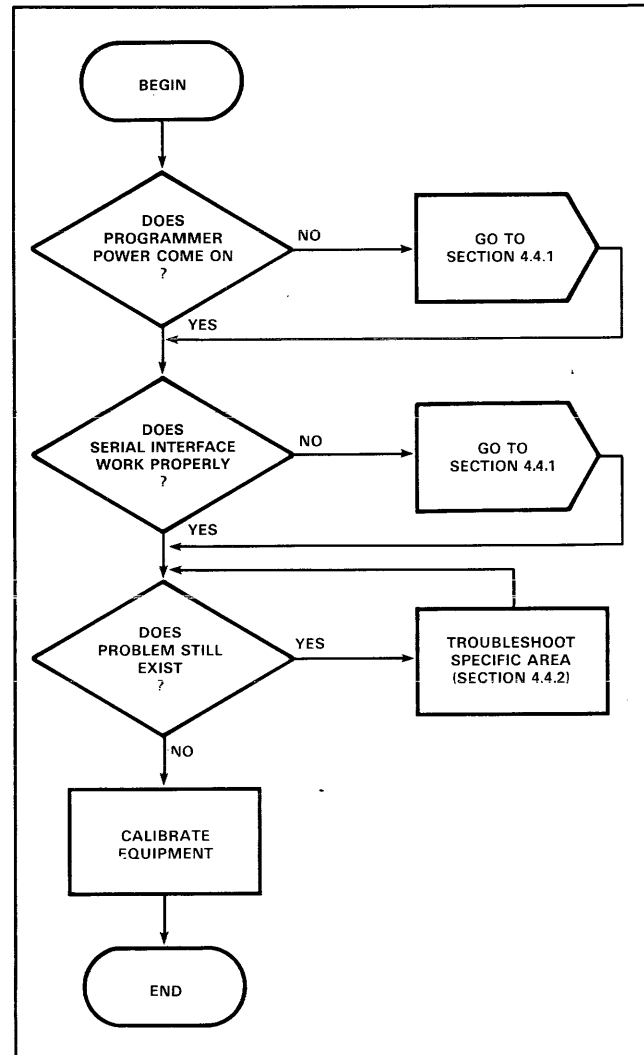 BEGIN
DOES
PROGRAMMER
POWER COME ON
?
NO
GO TO
SECTION 4.4.1
YES
DOES
SERIAL INTERFACE
WORK PROPERLY
?
NO
GO TO
SECTION 4.4.1
YES
DOES
PROBLEM STILL
EXIST
?
YES
TROUBLESHOOT
SPECIFIC AREA
(SECTION 4.4.2)
NO
CALIBRATE
EQUIPMENT
END